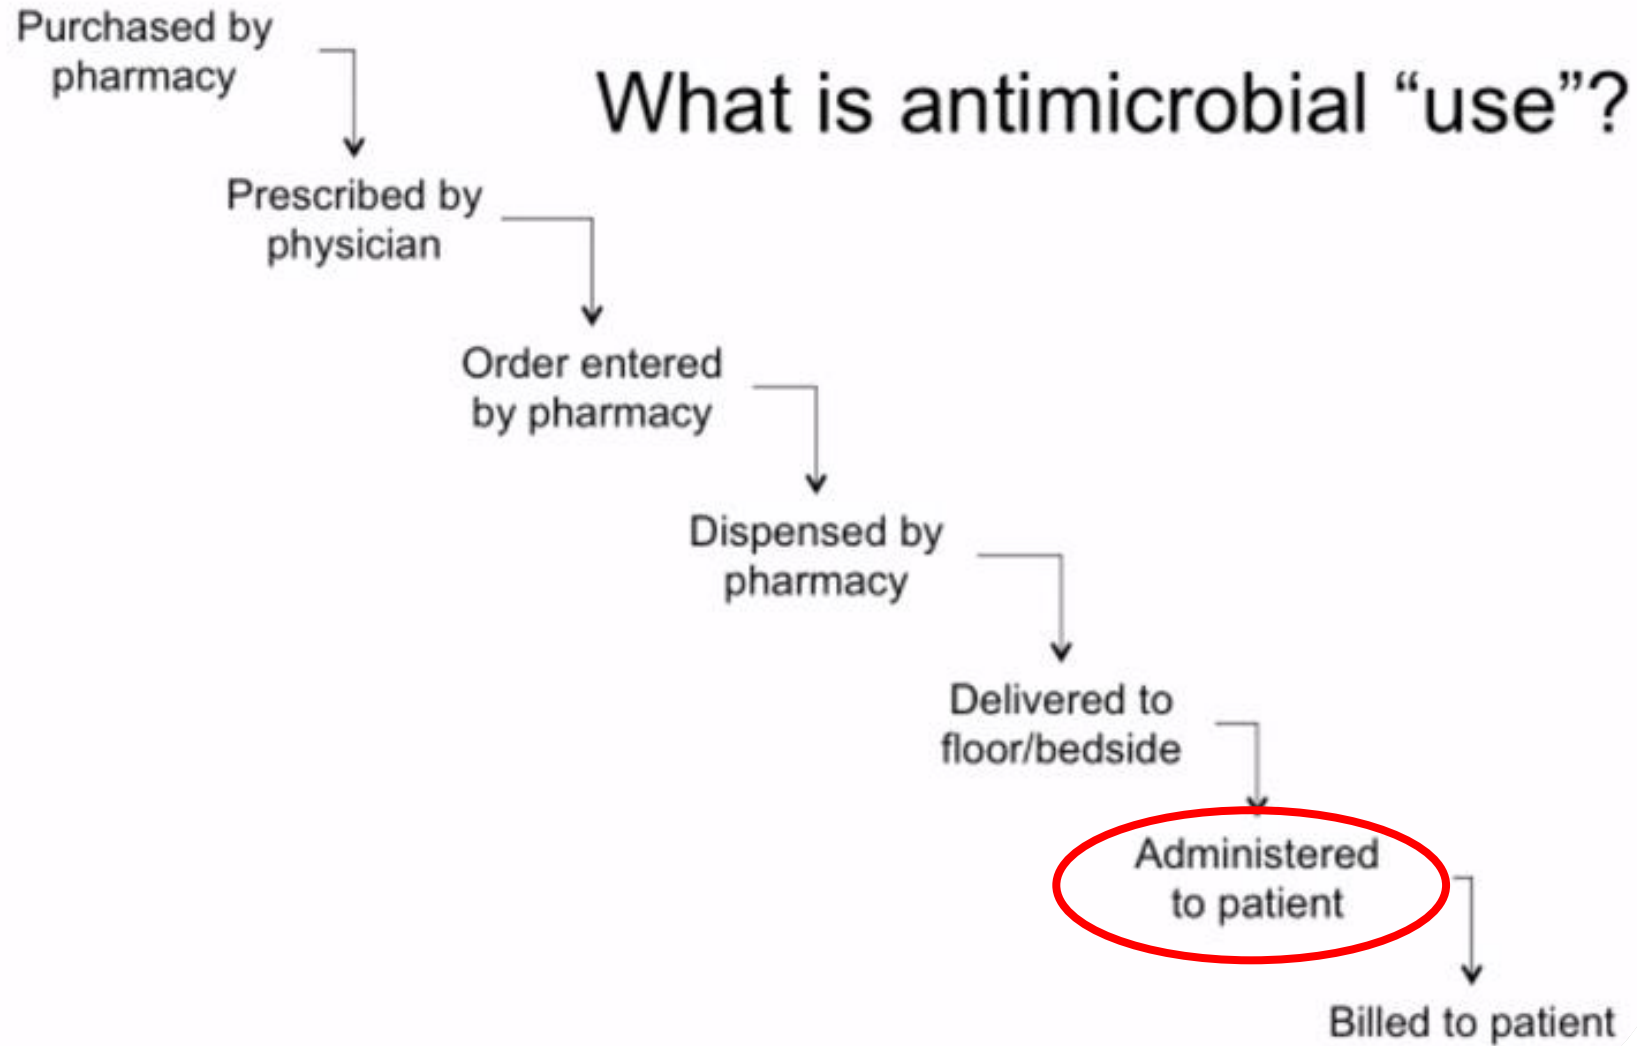 Purchased by
pharmacy
What is antimicrobial “use”?
Prescribed by
physician
Order entered
by pharmacy
Dispensed by
pharmacy
Delivered to
floor/bedside
Administered
to patient
Billed to patient